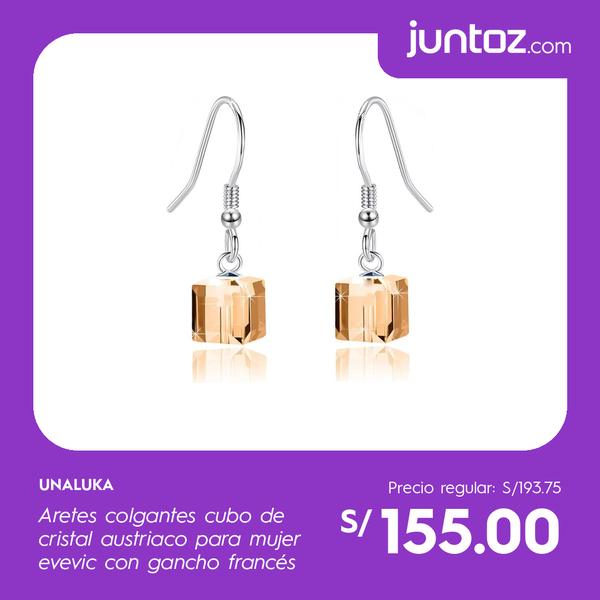 juntoz.com
UNALUKA
Aretes colgantes cubo de
cristal austriaco para mujer
evevic con gancho francés
Precio regular: S/193.75
S/155.00